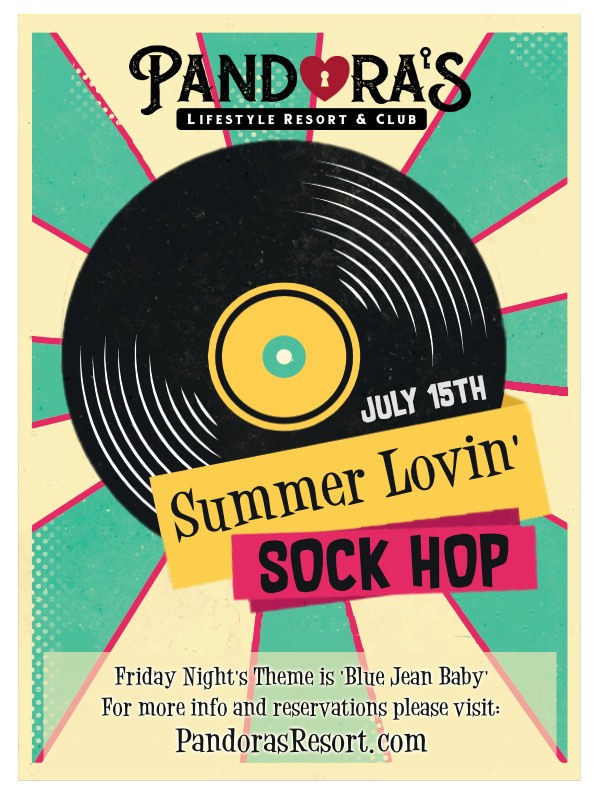 PANDORA'S
LIFESTYLE RESORT & CLUB
JULY 15TH
Summer Lovin'
SOCK HOP
Friday Night's Theme is 'Blue Jean Baby'
For more info and reservations please visit:
PandorasResort.com